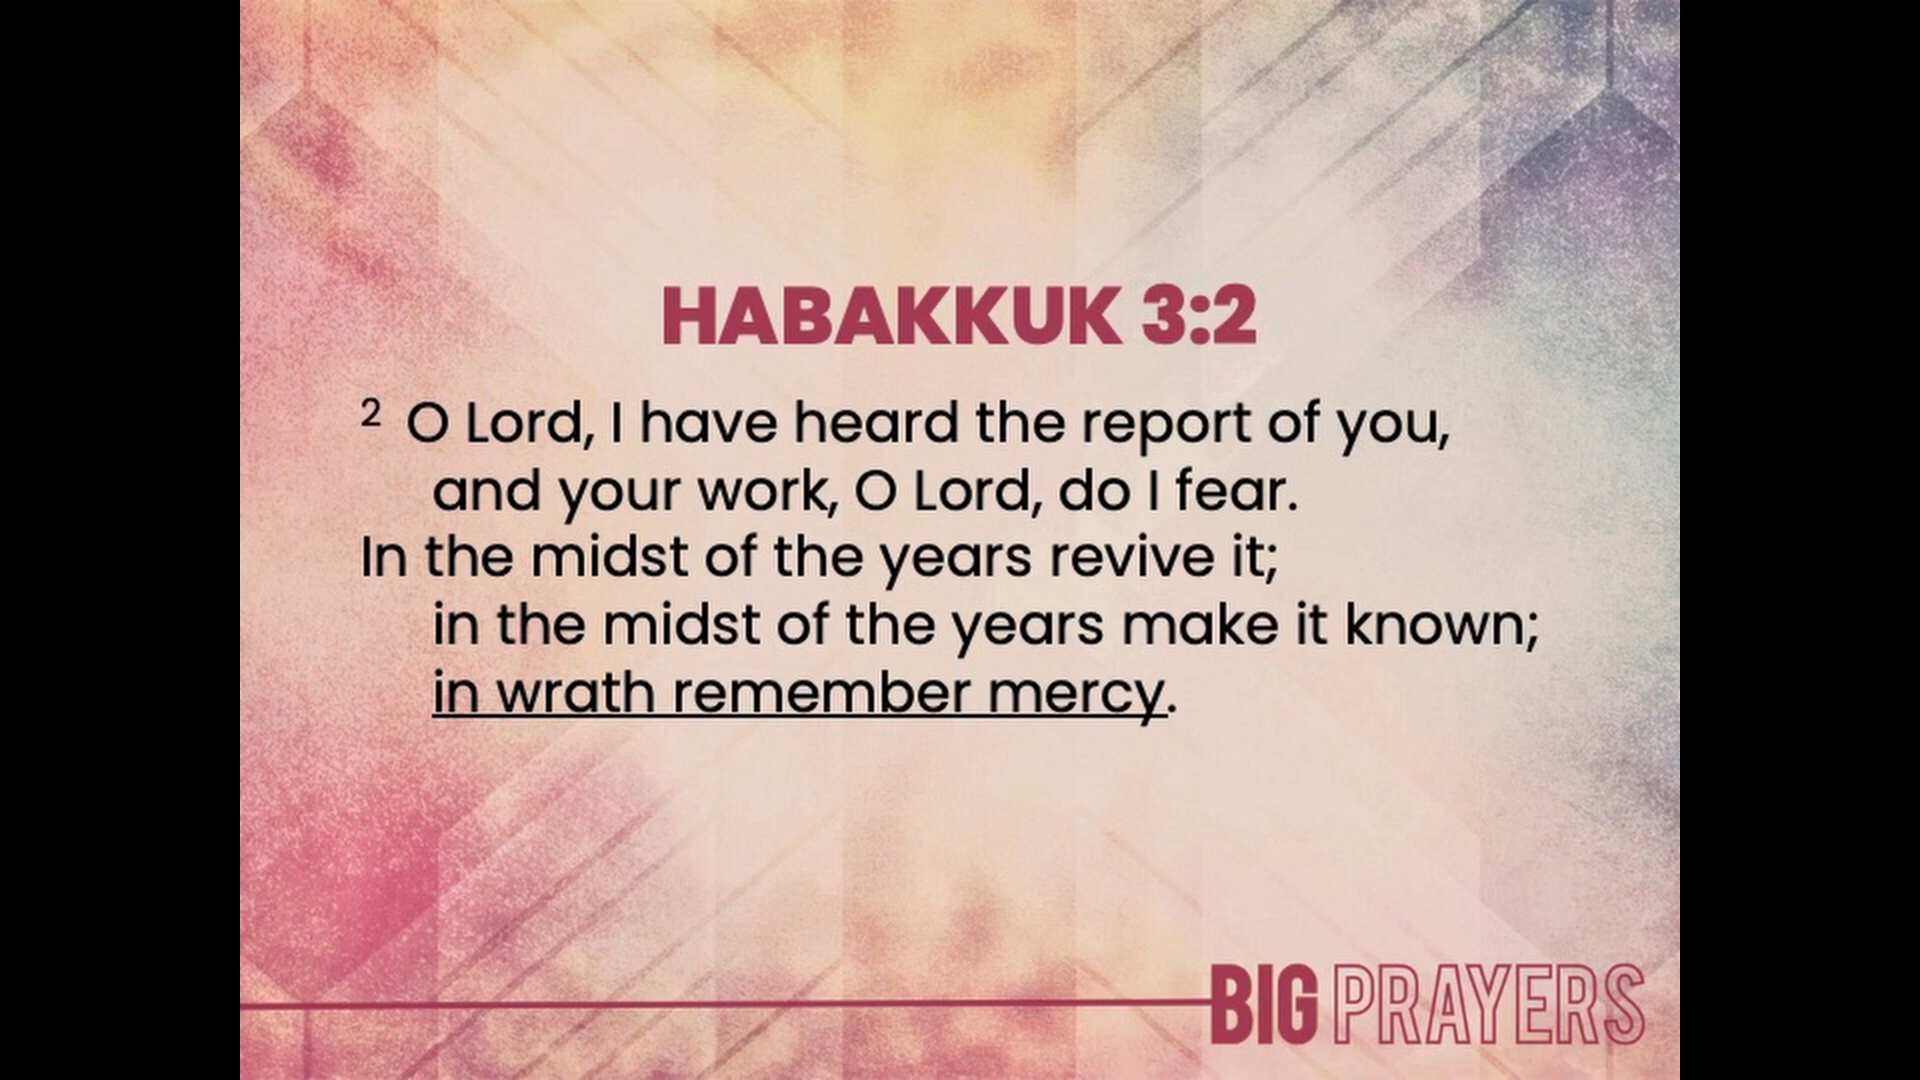 HABAKKUK 3:2
2 O Lord, I have heard the report of you,
and your work, O Lord, do I fear.
In the midst of the years revive it;
in the midst of the years make it known;
in wrath remember mercy.
BIG PRAYERS